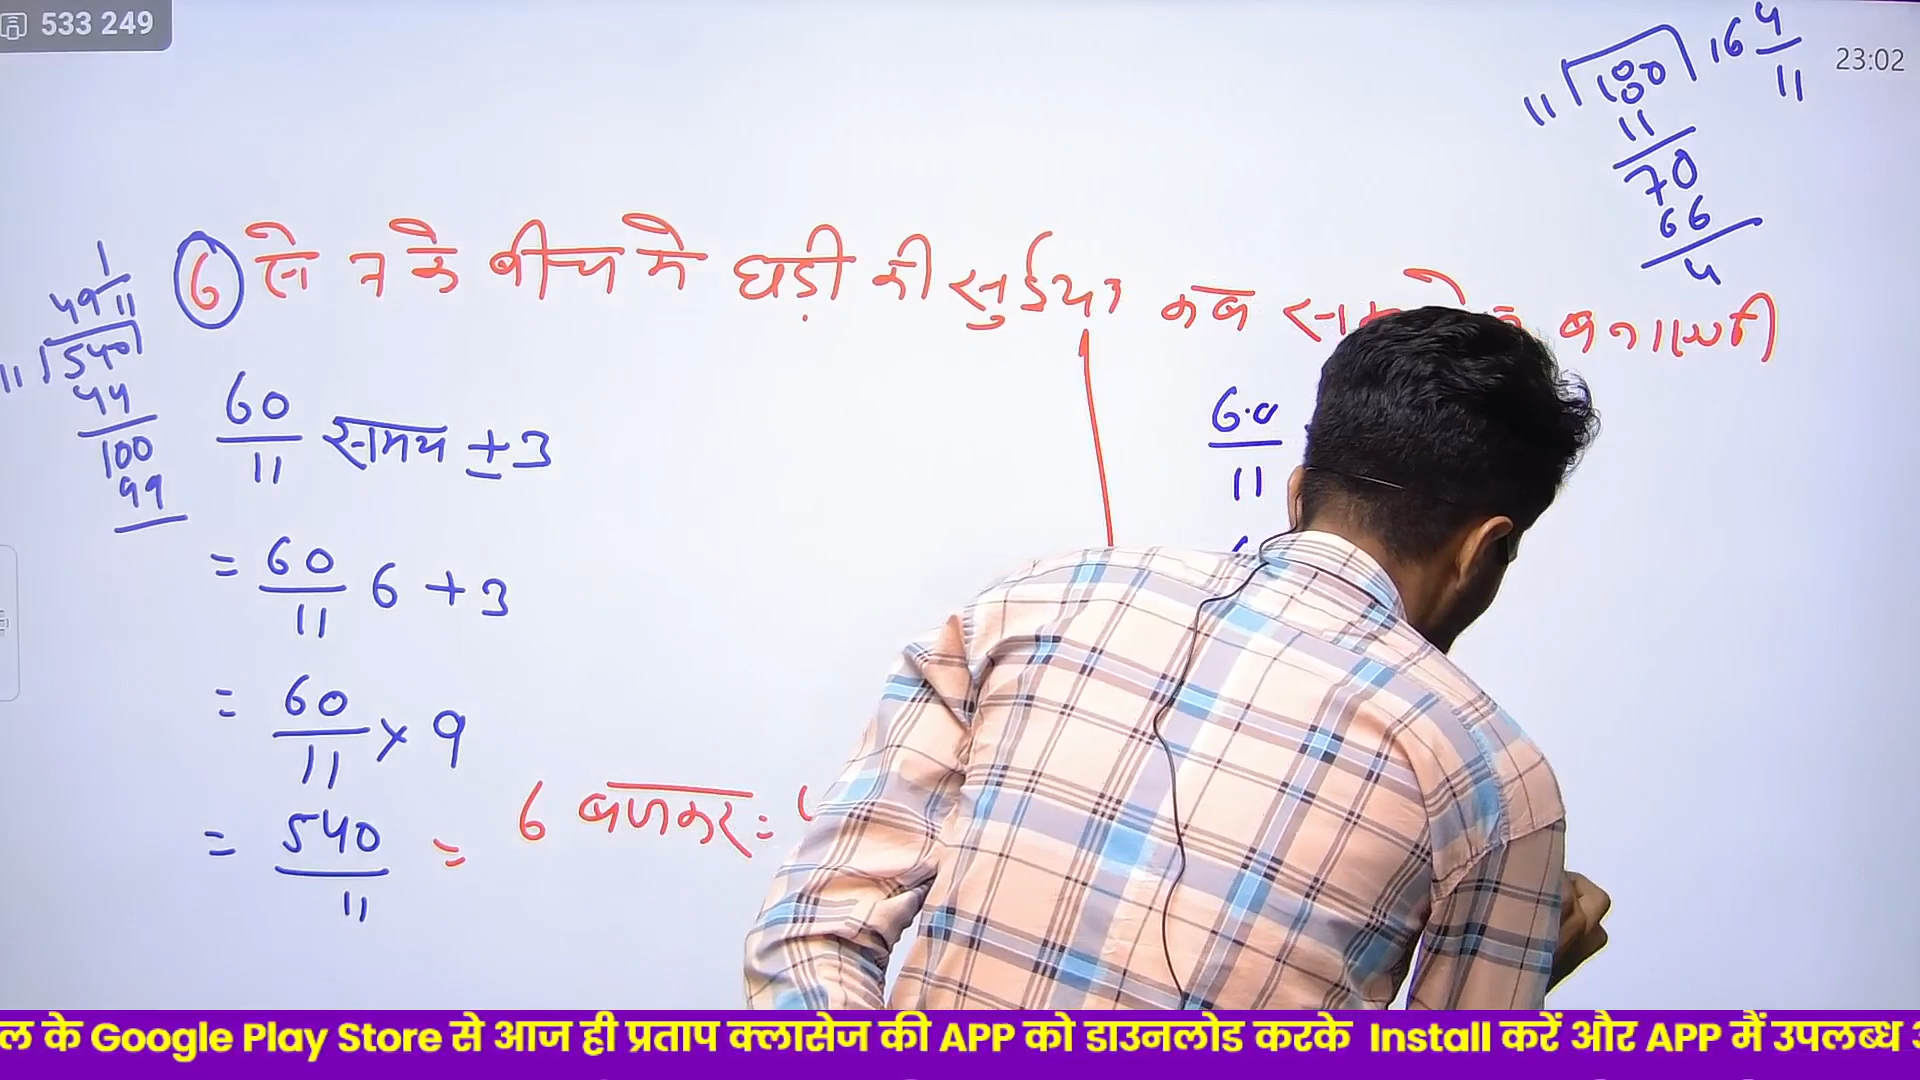 533 249
23:02
6 से 7 के बीच में घड़ी की सुईया कब
60/11 समय ± 3
= 60/11 6 + 3
= 60/11 × 9
= 540/11 = 6 बजकर =
49 1/11
11 540
44
100
99
11 180 16 4/11
11
70
66
4
60/11
ल के Google Play Store से आज ही प्रताप क्लासेज की APP को डाउनलोड करके Install करें और APP मैं उपलब्ध